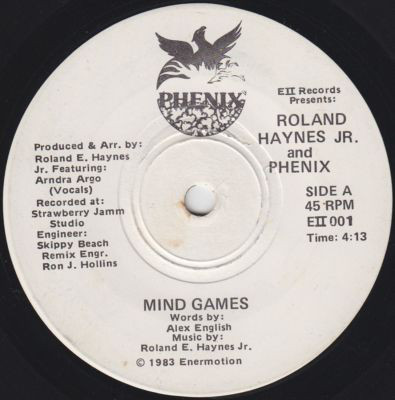 PHENIX
EII Records
Presents:
ROLAND
HAYNES JR.
and
PHENIX
SIDE A
45 RPM
EII 001
Time: 4:13
Produced & Arr. by:
Roland E. Haynes
Jr. Featuring:
Arndra Argo
(Vocals)
Recorded at:
Strawberry Jamm
Studio
Engineer:
Skippy Beach
Remix Engr.
Ron J. Hollins
MIND GAMES
Words by:
Alex English
Music by:
Roland E. Haynes Jr.
© 1983 Enermotion